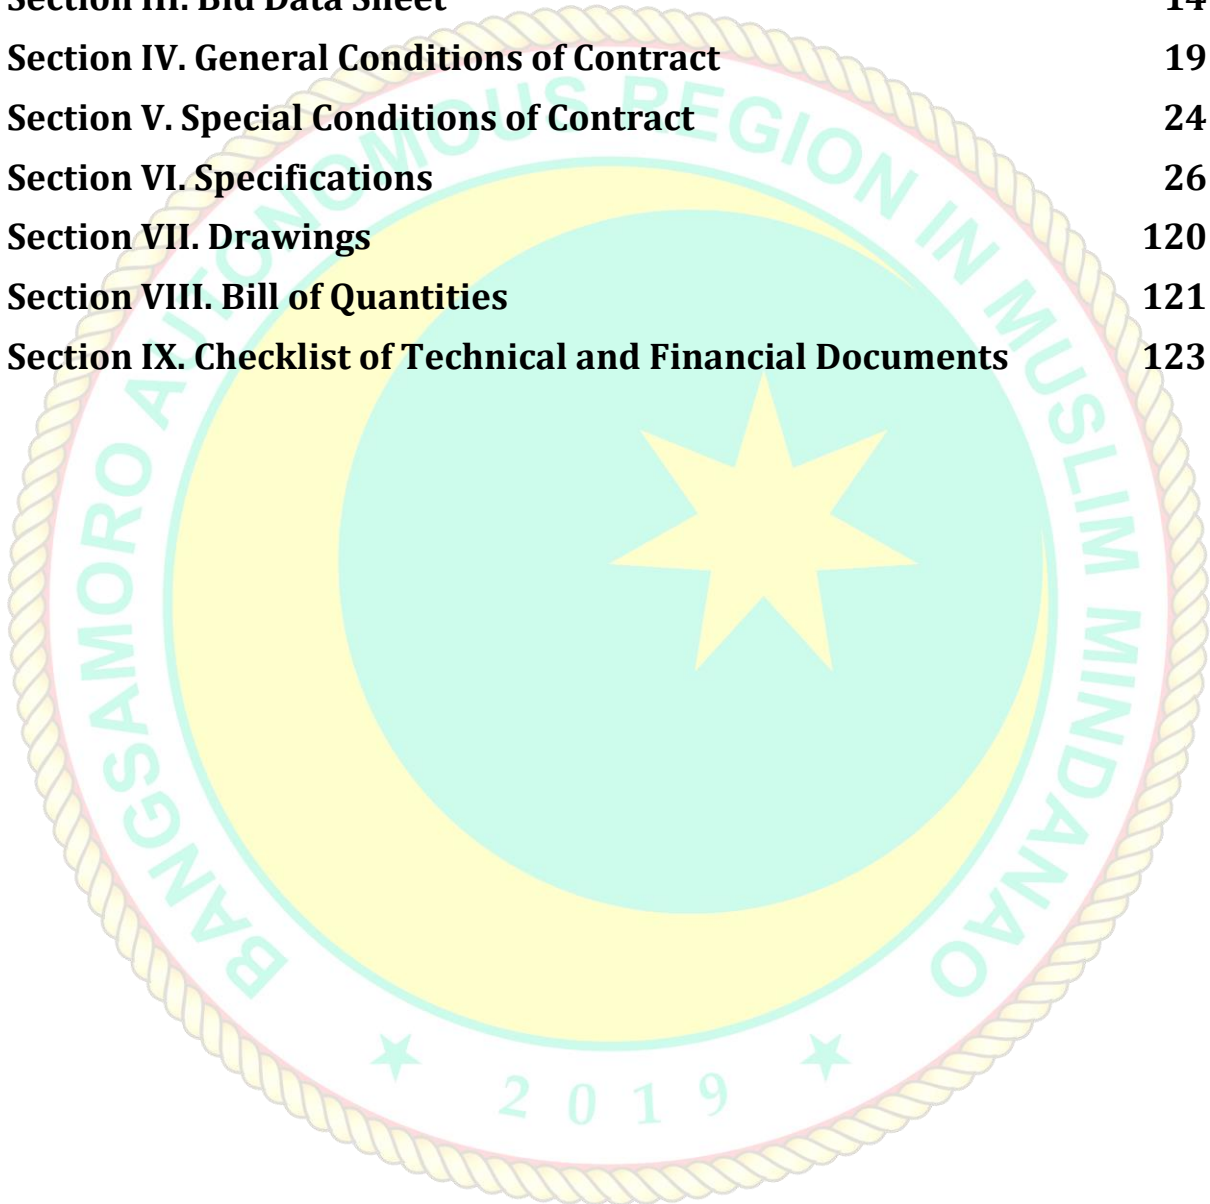 Section III. Bid Data Sheet 14
Section IV. General Conditions of Contract 19
Section V. Special Conditions of Contract 24
Section VI. Specifications 26
Section VII. Drawings 120
Section VIII. Bill of Quantities 121
Section IX. Checklist of Technical and Financial Documents 123
BANGSAMORO AUTONOMOUS REGION IN MUSLIM MINDANAO
2019